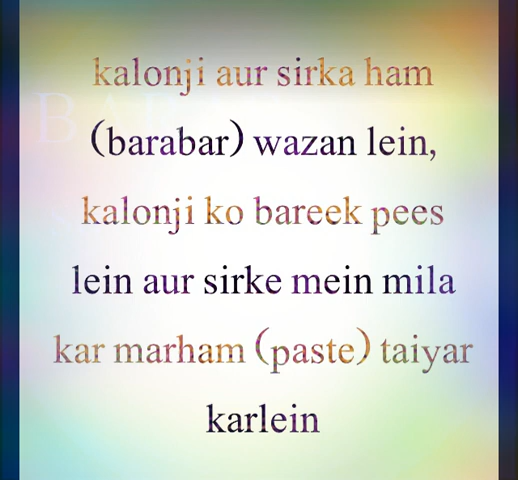 kalonji aur sirka ham
(barabar) wazan lein,
kalonji ko bareek pees
lein aur sirke mein mila
kar marham (paste) taiyar
karlein